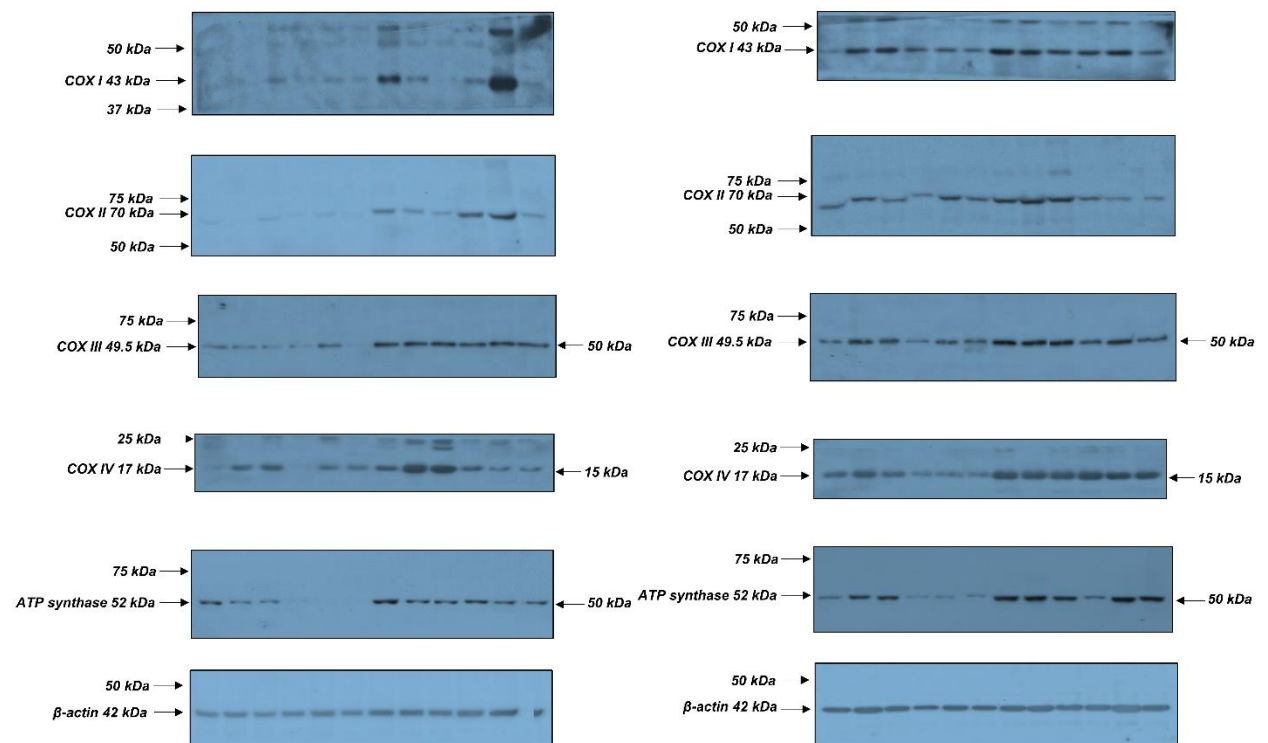 50 kDa
COX I 43 kDa
37 kDa
75 kDa
COX II 70 kDa
50 kDa
75 kDa
COX III 49.5 kDa
50 kDa
25 kDa
COX IV 17 kDa
15 kDa
75 kDa
ATP synthase 52 kDa
50 kDa
50 kDa
β-actin 42 kDa
50 kDa
COX I 43 kDa
75 kDa
COX II 70 kDa
50 kDa
75 kDa
COX III 49.5 kDa
50 kDa
25 kDa
COX IV 17 kDa
15 kDa
75 kDa
ATP synthase 52 kDa
50 kDa
50 kDa
β-actin 42 kDa